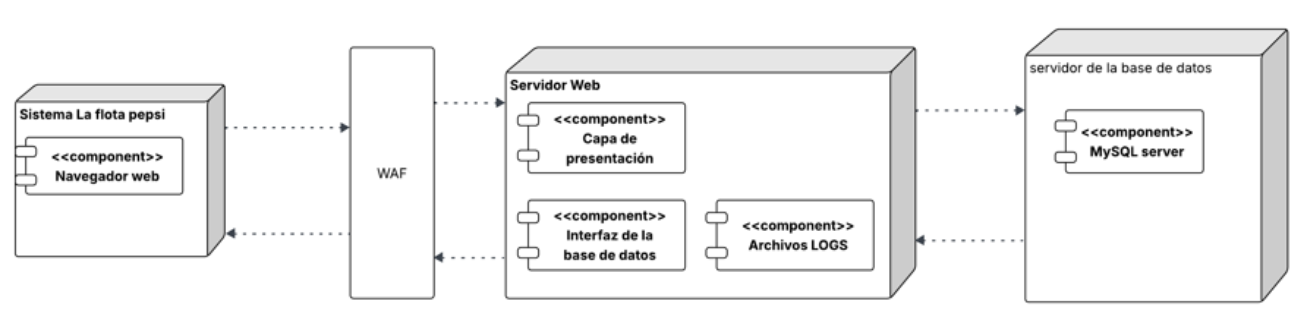 Sistema La flota pepsi
<<component>>
Navegador web
WAF
Servidor Web
<<component>>
Capa de
presentación
<<component>>
Interfaz de la
base de datos
<<component>>
Archivos LOGS
servidor de la base de datos
<<component>>
MySQL server